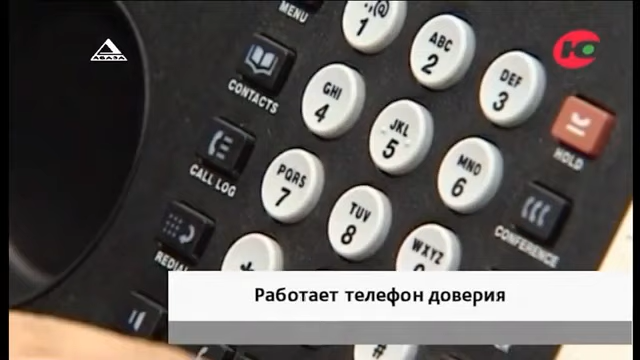 MENU
CONTACTS
CALL LOG
REDIAL
1
ABC
2
DEF
3
GHI
4
JKL
5
MNO
6
PQRS
7
TUV
8
WXYZ
HOLD
CONFERENCE
*
#
Ю
Работает телефон доверия